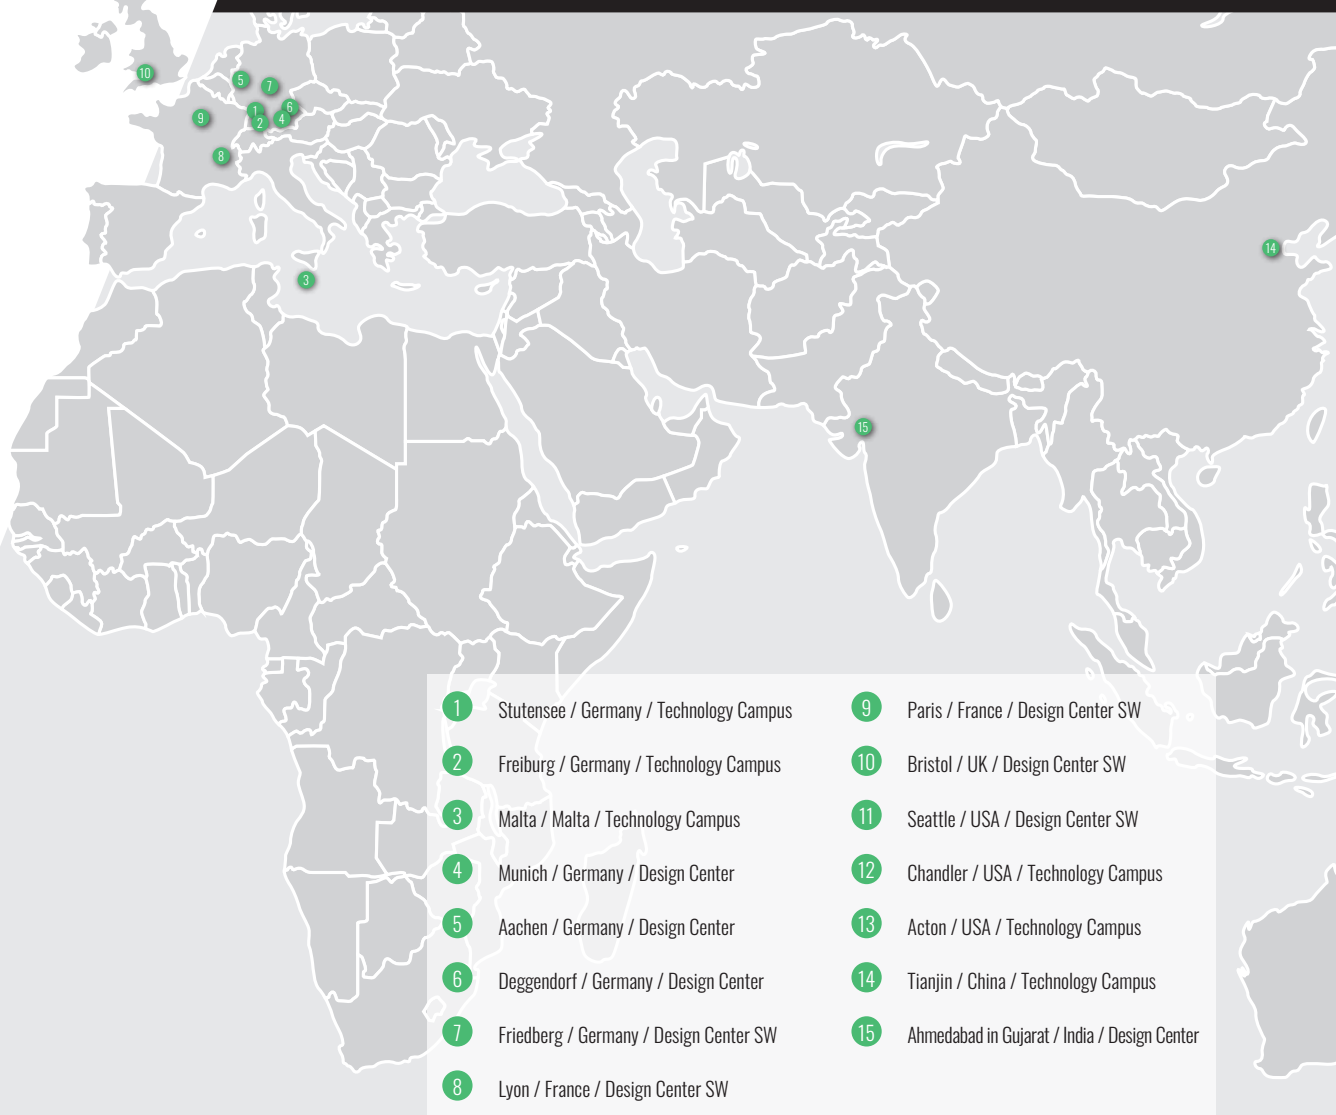 10
5
7
6
1
2
4
9
8
14
3
15
1 Stutensee / Germany / Technology Campus
2 Freiburg / Germany / Technology Campus
3 Malta / Malta / Technology Campus
4 Munich / Germany / Design Center
5 Aachen / Germany / Design Center
6 Deggendorf / Germany / Design Center
7 Friedberg / Germany / Design Center SW
8 Lyon / France / Design Center SW
9 Paris / France / Design Center SW
10 Bristol / UK / Design Center SW
11 Seattle / USA / Design Center SW
12 Chandler / USA / Technology Campus
13 Acton / USA / Technology Campus
14 Tianjin / China / Technology Campus
15 Ahmedabad in Gujarat / India / Design Center